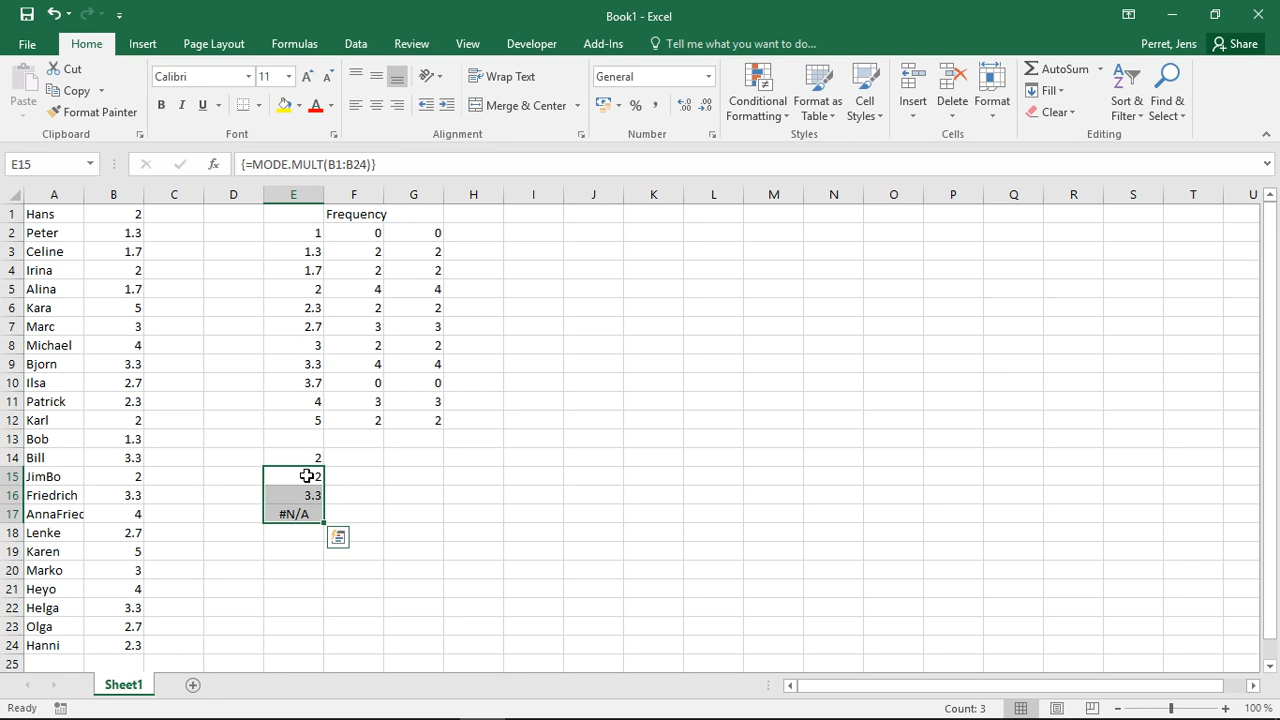 Book1 - Excel
File Home Insert Page Layout Formulas Data Review View Developer Add-Ins Tell me what you want to do... Perret, Jens Share
Paste Cut Copy Format Painter Clipboard
Calibri 11 B I U A Font
Wrap Text Merge & Center Alignment
General % , Number
Conditional Formatting Format as Table Cell Styles Styles
Insert Delete Format Cells
AutoSum Fill Clear Sort & Filter Find & Select Editing
E15 fx {=MODE.MULT(B1:B24)}
A B C D E F G H I J K L M N O P Q R S T U
1 Hans 2 Frequency
2 Peter 1.3 1 0 0
3 Celine 1.7 1.3 2 2
4 Irina 2 1.7 2 2
5 Alina 1.7 2 4 4
6 Kara 5 2.3 2 2
7 Marc 3 2.7 3 3
8 Michael 4 3 2 2
9 Bjorn 3.3 3.3 4 4
10 Ilsa 2.7 3.7 0 0
11 Patrick 2.3 4 3 3
12 Karl 2 5 2 2
13 Bob 1.3
14 Bill 3.3 2
15 JimBo 2 2
16 Friedrich 3.3 3.3
17 AnnaFried 4 #N/A
18 Lenke 2.7
19 Karen 5
20 Marko 3
21 Heyo 4
22 Helga 3.3
23 Olga 2.7
24 Hanni 2.3
25
Sheet1
Ready Count: 3 100 %